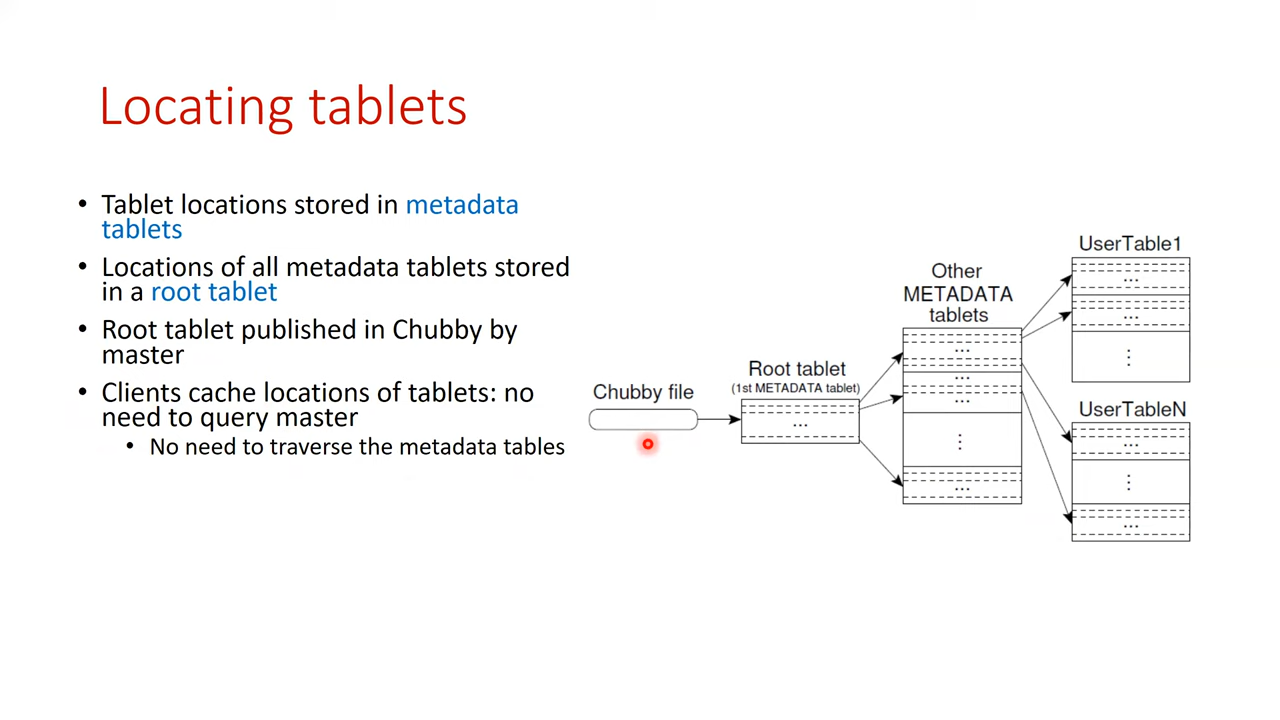 Locating tablets
• Tablet locations stored in metadata
tablets
• Locations of all metadata tablets stored
in a root tablet
• Root tablet published in Chubby by
master
• Clients cache locations of tablets: no
need to query master
• No need to traverse the metadata tables
Chubby file
Root tablet
(1st METADATA tablet)
...
Other
METADATA
tablets
...
...
...
⋮
...
UserTable1
...
...
⋮
UserTableN
...
⋮
...